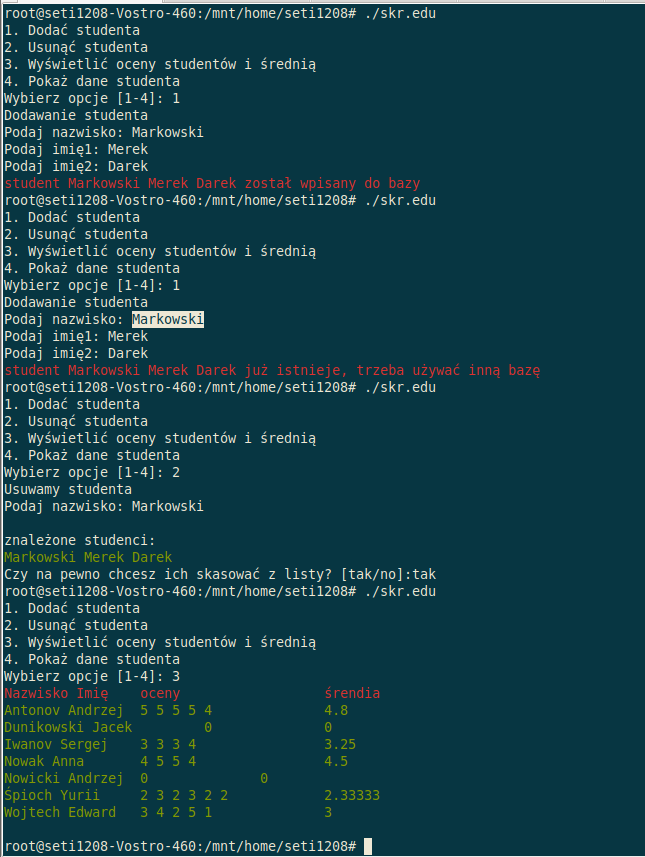 root@seti1208-Vostro-460:/mnt/home/seti1208# ./skr.edu
1. Dodać studenta
2. Usunąć studenta
3. Wyświetlić oceny studentów i średnią
4. Pokaż dane studenta
Wybierz opcje [1-4]: 1
Dodawanie studenta
Podaj nazwisko: Markowski
Podaj imię1: Merek
Podaj imię2: Darek
student Markowski Merek Darek został wpisany do bazy
root@seti1208-Vostro-460:/mnt/home/seti1208# ./skr.edu
1. Dodać studenta
2. Usunąć studenta
3. Wyświetlić oceny studentów i średnią
4. Pokaż dane studenta
Wybierz opcje [1-4]: 1
Dodawanie studenta
Podaj nazwisko: Markowski
Podaj imię1: Merek
Podaj imię2: Darek
student Markowski Merek Darek już istnieje, trzeba używać inną bazę
root@seti1208-Vostro-460:/mnt/home/seti1208# ./skr.edu
1. Dodać studenta
2. Usunąć studenta
3. Wyświetlić oceny studentów i średnią
4. Pokaż dane studenta
Wybierz opcje [1-4]: 2
Usuwamy studenta
Podaj nazwisko: Markowski
znależone studenci:
Markowski Merek Darek
Czy na pewno chcesz ich skasować z listy? [tak/no]:tak
root@seti1208-Vostro-460:/mnt/home/seti1208# ./skr.edu
1. Dodać studenta
2. Usunąć studenta
3. Wyświetlić oceny studentów i średnią
4. Pokaż dane studenta
Wybierz opcje [1-4]: 3
Nazwisko Imię oceny śrendia
Antonov Andrzej 5 5 5 5 4 4.8
Dunikowski Jacek 0 0
Iwanov Sergej 3 3 3 4 3.25
Nowak Anna 4 5 5 4 4.5
Nowicki Andrzej 0 0
Śpioch Yurii 2 3 2 3 2 2 2.33333
Wojtech Edward 3 4 2 5 1 3
root@seti1208-Vostro-460:/mnt/home/seti1208#